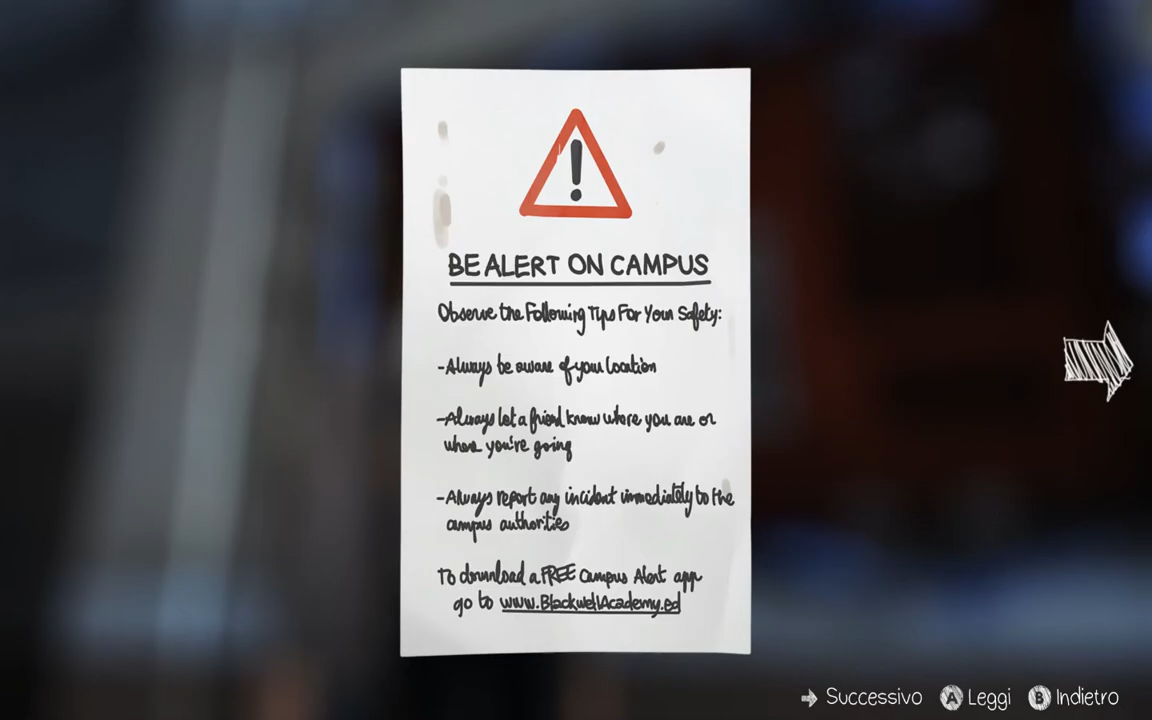 !
BE ALERT ON CAMPUS
Observe the Following Tips For Your Safety:
-Always be aware of your location
-Always let a friend know where you are or
where you're going
-Always report any incident immediately to the
campus authorities
To download a FREE Campus Alert app
go to www.BlackwellAcademy.ed
Successivo A Leggi B Indietro